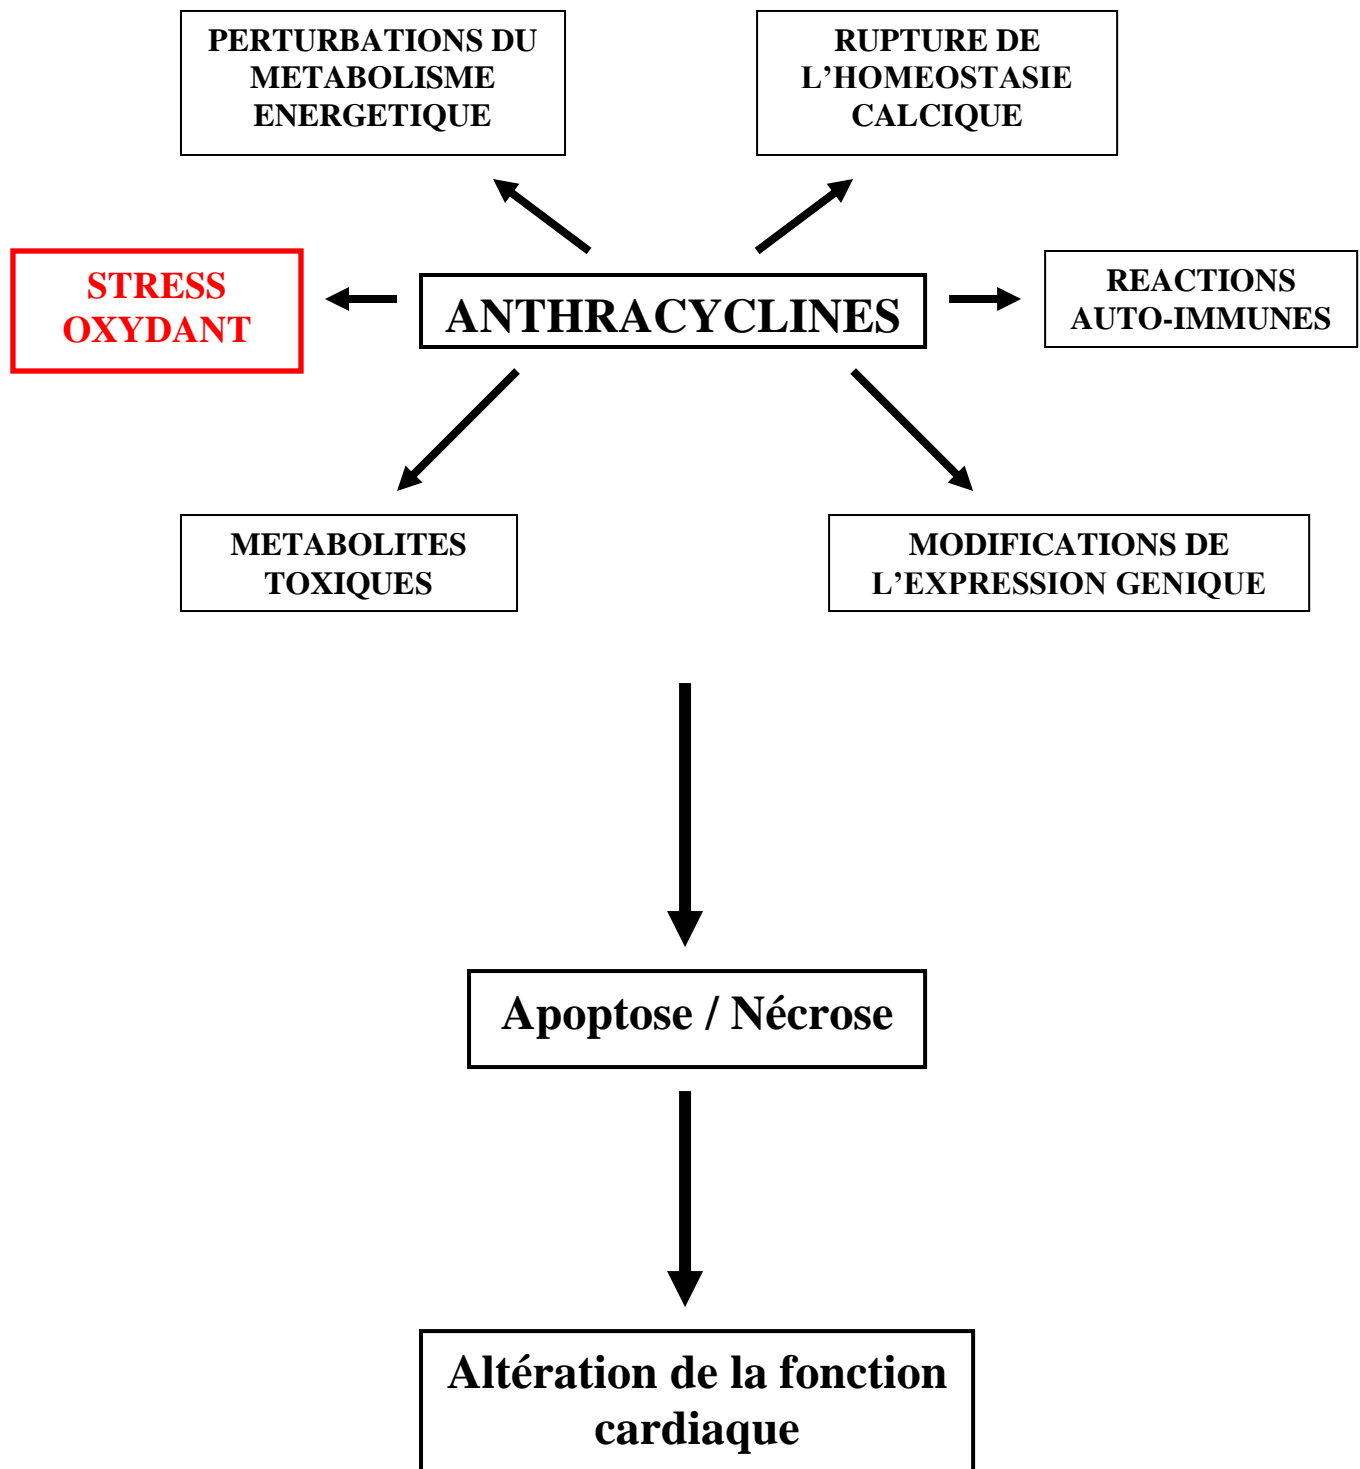 PERTURBATIONS DU
METABOLISME
ENERGETIQUE
RUPTURE DE
L’HOMEOSTASIE
CALCIQUE
STRESS
OXYDANT
ANTHRACYCLINES
REACTIONS
AUTO-IMMUNES
METABOLITES
TOXIQUES
MODIFICATIONS DE
L’EXPRESSION GENIQUE
Apoptose / Nécrose
Altération de la fonction
cardiaque